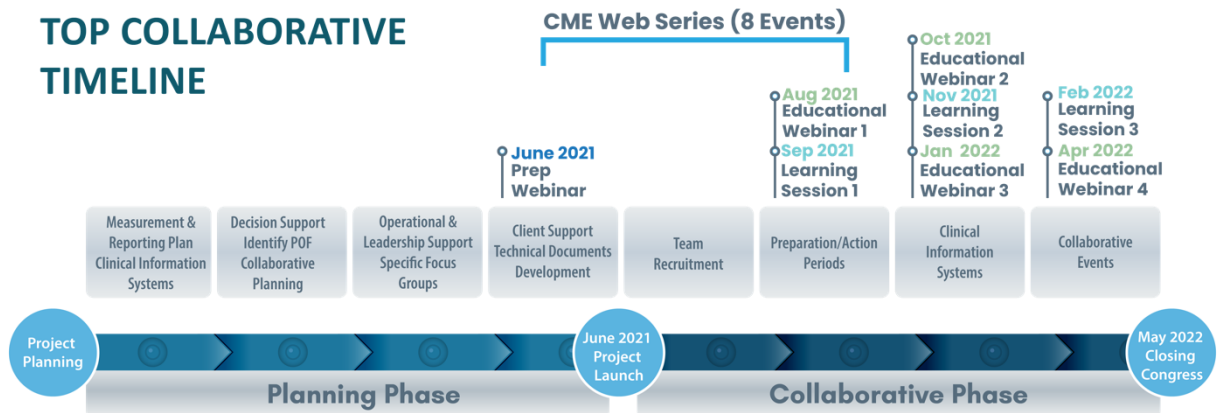 TOP COLLABORATIVE
TIMELINE
CME Web Series (8 Events)
June 2021
Prep
Webinar
Aug 2021
Educational
Webinar 1
Sep 2021
Learning
Session 1
Oct 2021
Educational
Webinar 2
Nov 2021
Learning
Session 2
Jan 2022
Educational
Webinar 3
Feb 2022
Learning
Session 3
Apr 2022
Educational
Webinar 4
Measurement &
Reporting Plan
Clinical Information
Systems
Decision Support
Identify POF
Collaborative
Planning
Operational &
Leadership Support
Specific Focus
Groups
Client Support
Technical Documents
Development
Team
Recruitment
Preparation/Action
Periods
Clinical
Information
Systems
Collaborative
Events
Project
Planning
June 2021
Project
Launch
May 2022
Closing
Congress
Planning Phase
Collaborative Phase